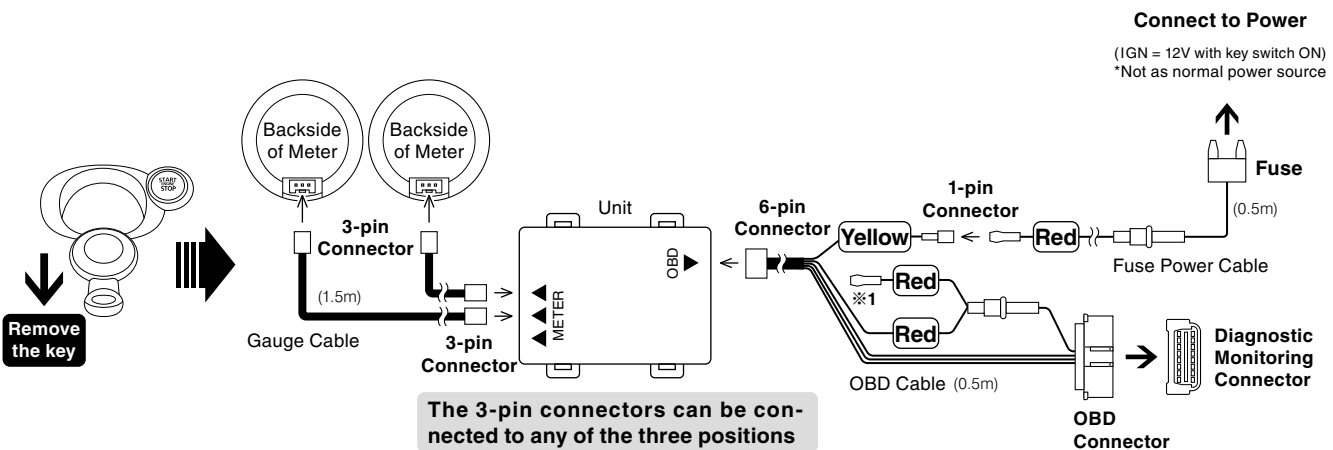 Connect to Power
(IGN = 12V with key switch ON)
*Not as normal power source
Fuse
(0.5m)
1-pin
Connector
Red
Fuse Power Cable
START
ENGINE
STOP
Remove
the key
Backside
of Meter
Backside
of Meter
3-pin
Connector
(1.5m)
Gauge Cable
3-pin
Connector
Unit
METER
OBD
6-pin
Connector
Yellow
Red
※1
Red
OBD Cable (0.5m)
OBD
Connector
Diagnostic
Monitoring
Connector
The 3-pin connectors can be con-
nected to any of the three positions